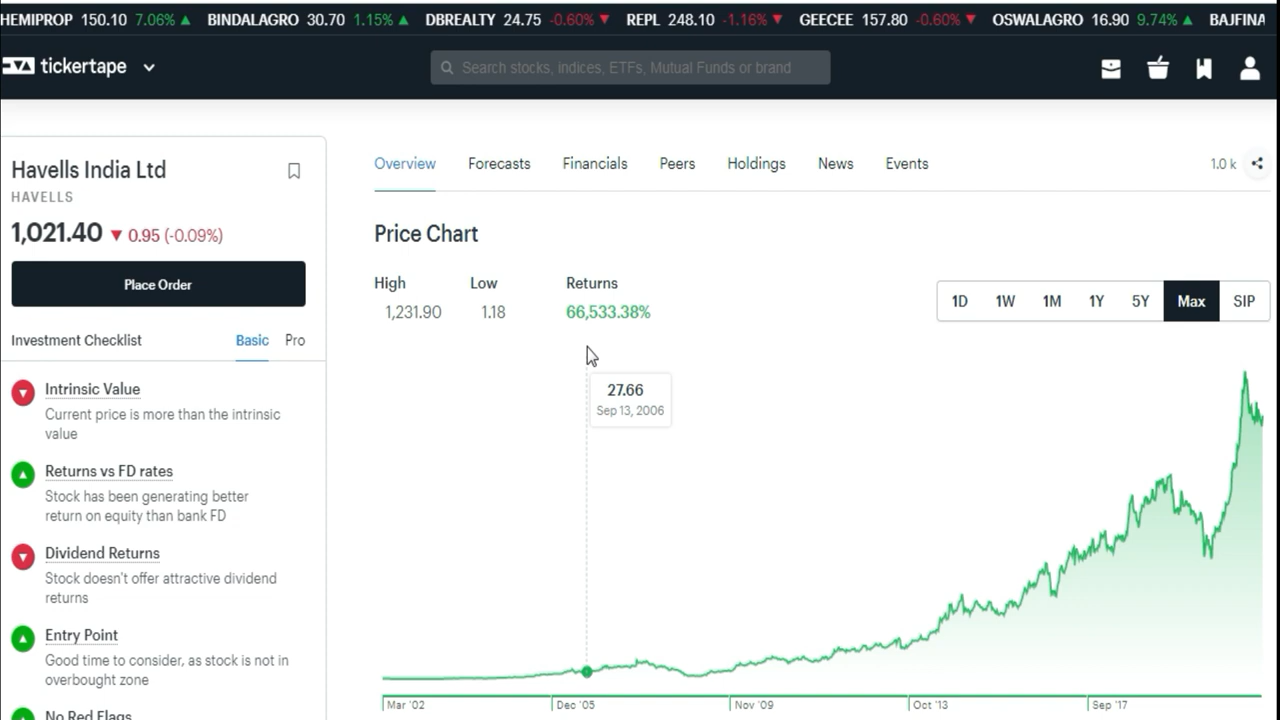 HEMIPROP 150.10 7.06% ▲ BINDALAGRO 30.70 1.15% ▲ DBREALTY 24.75 -0.60% ▼ REPL 248.10 -1.16% ▼ GEECEE 157.80 -0.60% ▼ OSWALAGRO 16.90 9.74% ▲ BAJFINA
tickertape
Search stocks, indices, ETFs, Mutual Funds or brand
Havells India Ltd
HAVELLS
1,021.40 ▼ 0.95 (-0.09%)
Place Order
Investment Checklist Basic Pro
Intrinsic Value
Current price is more than the intrinsic
value
Returns vs FD rates
Stock has been generating better
return on equity than bank FD
Dividend Returns
Stock doesn't offer attractive dividend
returns
Entry Point
Good time to consider, as stock is not in
overbought zone
No Red Flags
Overview Forecasts Financials Peers Holdings News Events 1.0 k
Price Chart
High Low Returns
1,231.90 1.18 66,533.38%
1D 1W 1M 1Y 5Y Max SIP
27.66
Sep 13, 2006
Mar '02 Dec '05 Nov '09 Oct '13 Sep '17